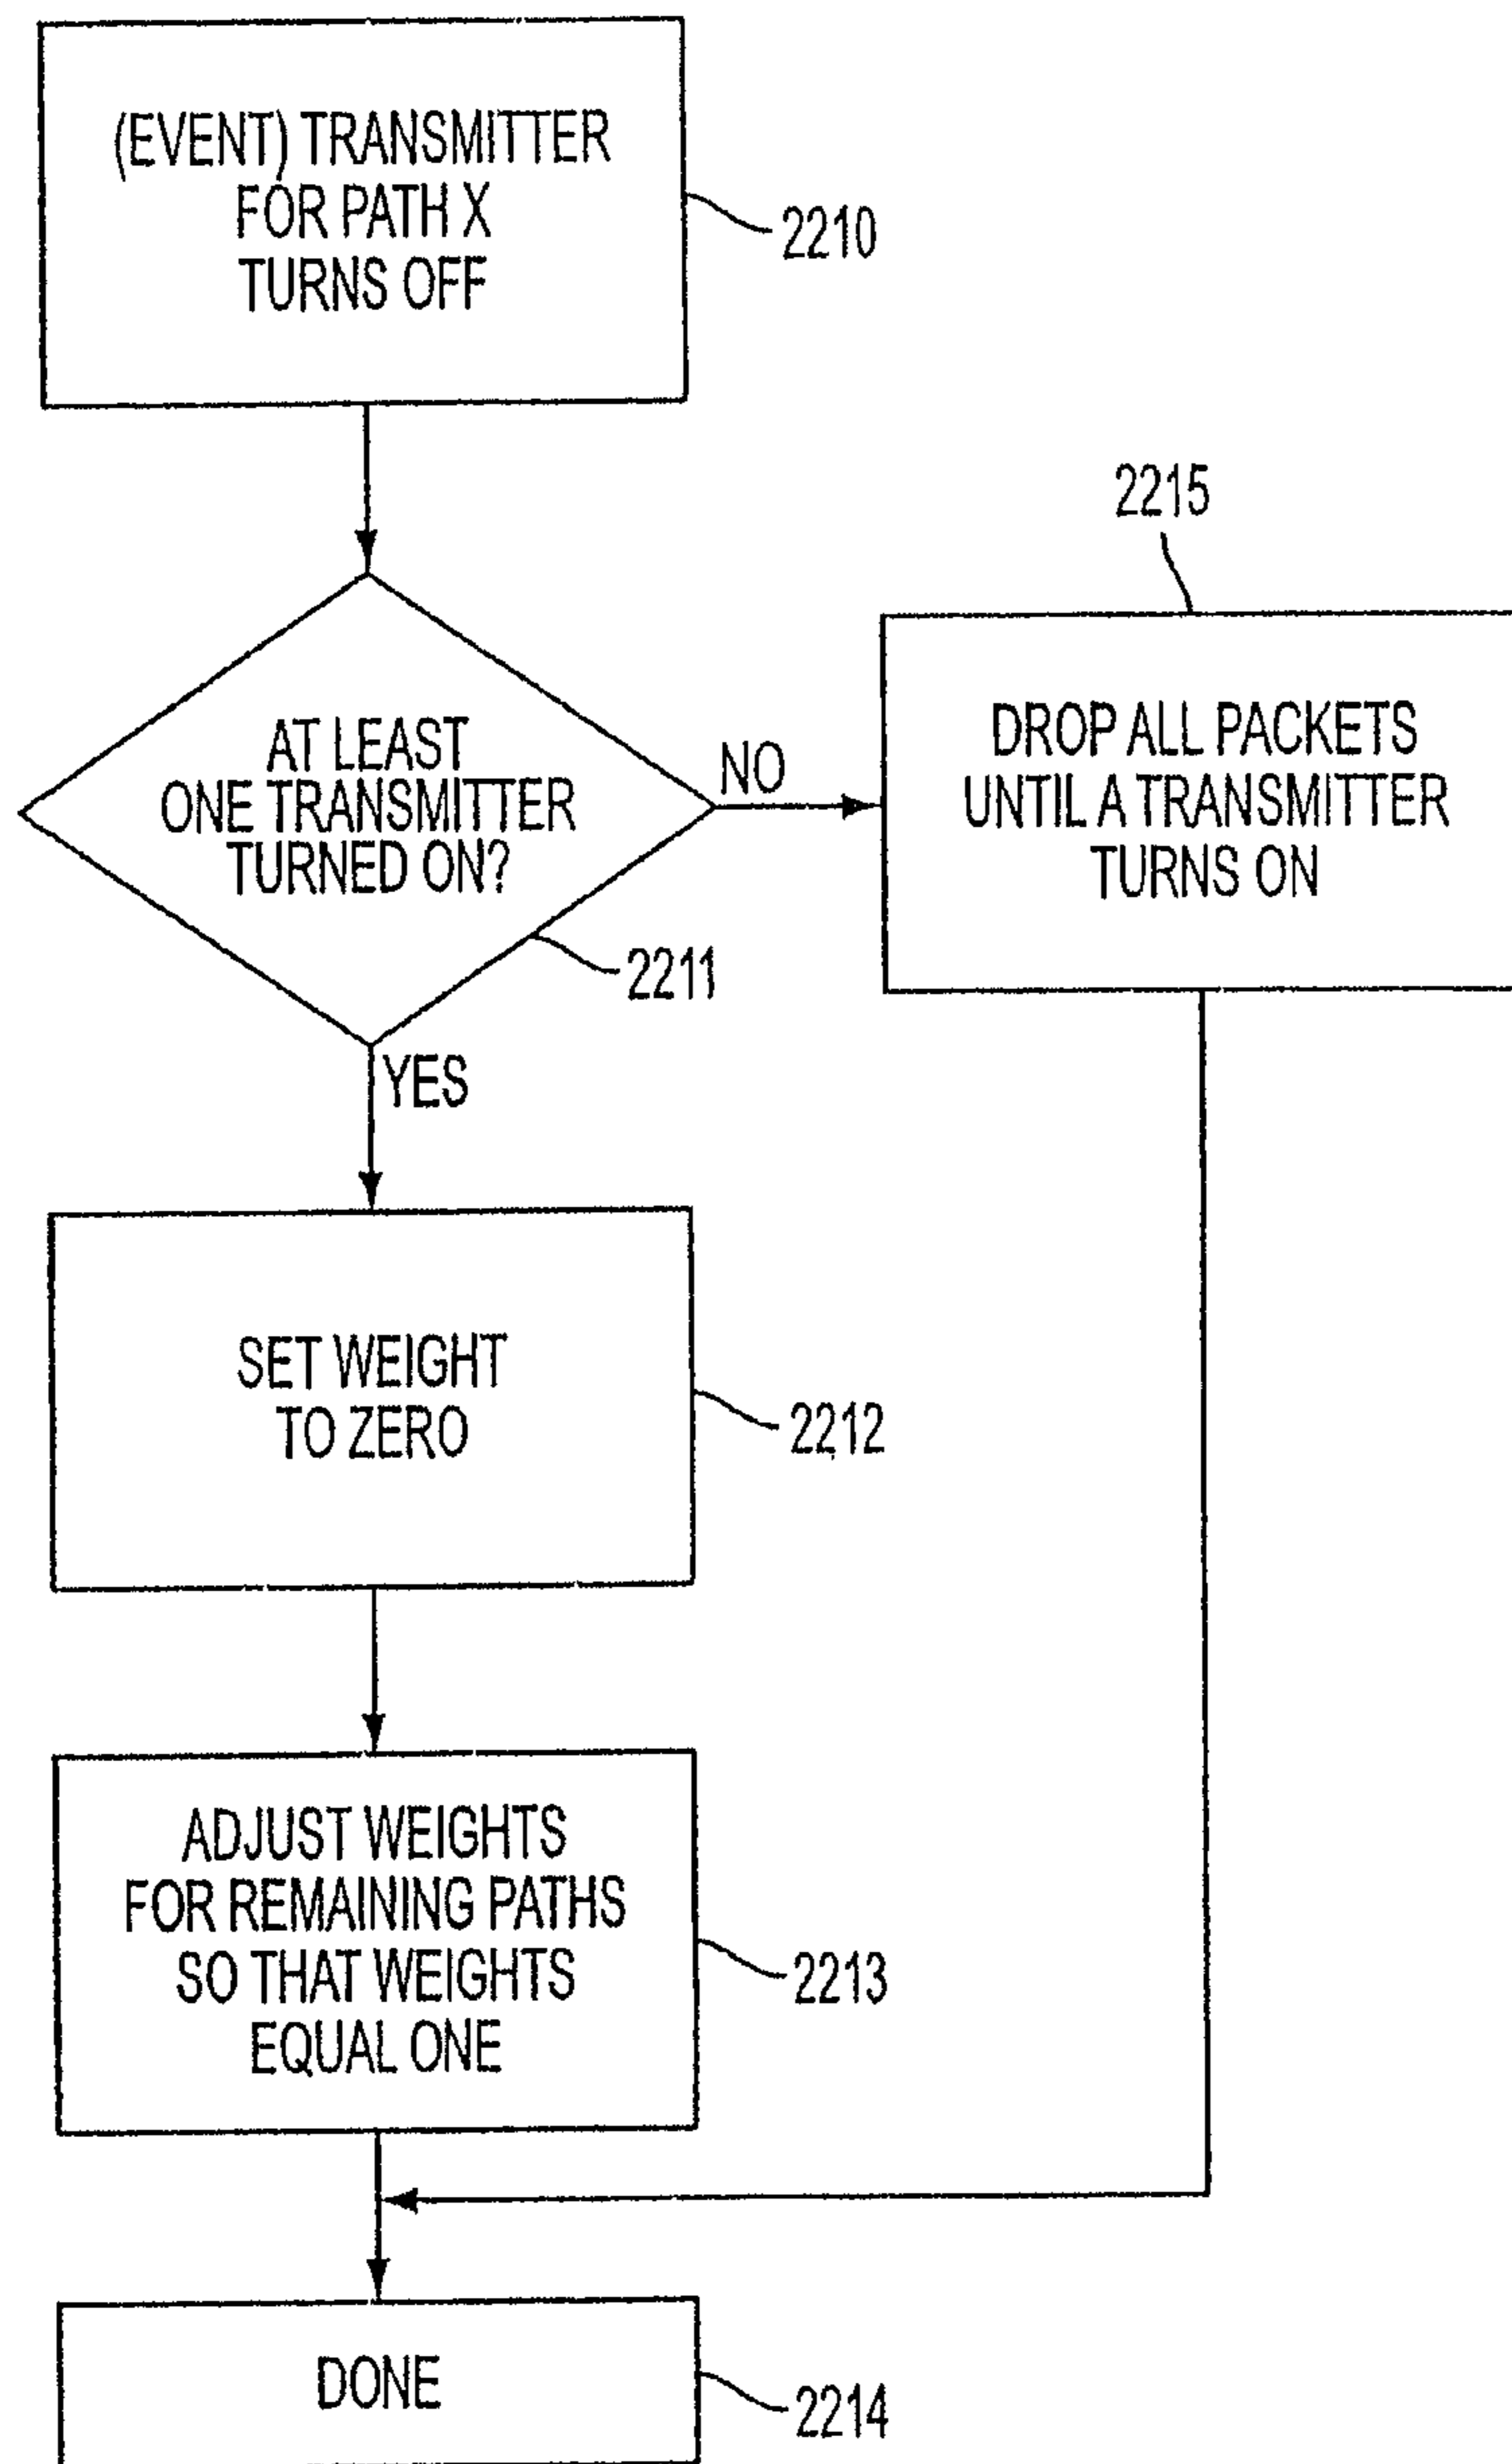 (EVENT) TRANSMITTER
FOR PATH X
TURNS OFF
2210
2215
AT LEAST
ONE TRANSMITTER
TURNED ON?
NO
DROP ALL PACKETS
UNTIL A TRANSMITTER
TURNS ON
2211
YES
SET WEIGHT
TO ZERO
2212
ADJUST WEIGHTS
FOR REMAINING PATHS
SO THAT WEIGHTS
EQUAL ONE
2213
DONE
2214